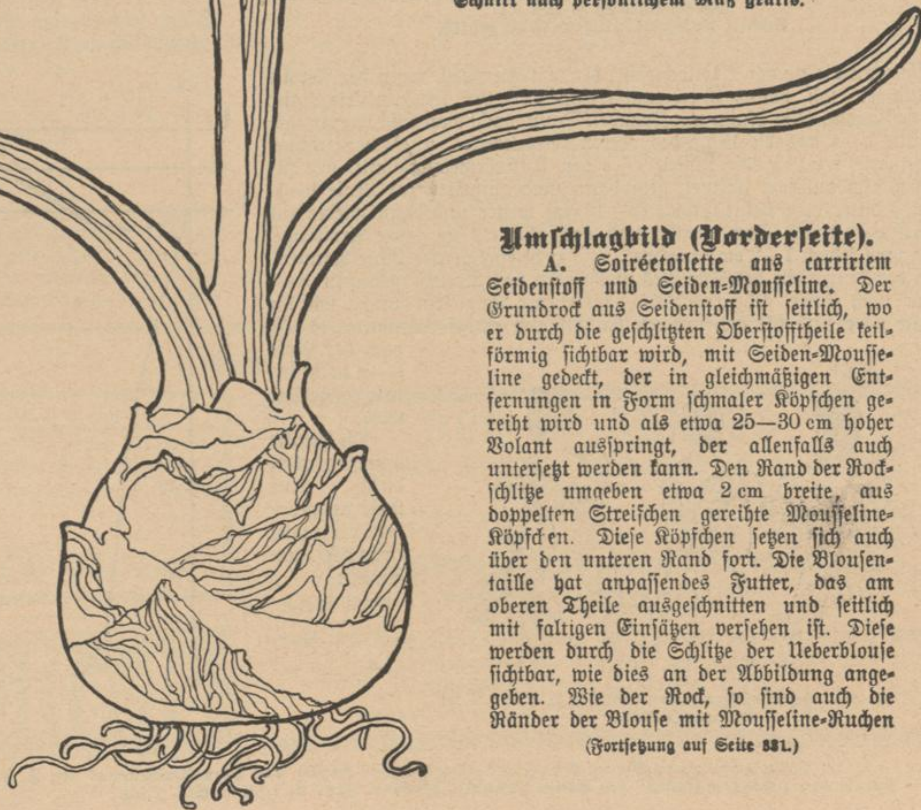 Schnitt nach persönlichem Maß gratis.
Umschlagbild (Vorderseite).
A. Soiréetoilette aus carrirtem
Seidenstoff und Seiden-Mousseline. Der
Grundrock aus Seidenstoff ist seitlich, wo
er durch die geschlitzten Oberstofftheile keil-
förmig sichtbar wird, mit Seiden-Mousse-
line gedeckt, der in gleichmäßigen Ent-
fernungen in Form schmaler Köpfchen ge-
reiht wird und als etwa 25—30 cm hoher
Volant ausspringt, der allenfalls auch
untersetzt werden kann. Den Rand der Rock-
schlitze umgeben etwa 2 cm breite, aus
doppelten Streifchen gereihte Mousseline-
Köpfchen. Diese Köpfchen setzen sich auch
über den unteren Rand fort. Die Blousen-
taille hat anpassendes Futter, das am
oberen Theile ausgeschnitten und seitlich
mit faltigen Einsätzen versehen ist. Diese
werden durch die Schlitze der Ueberblouse
sichtbar, wie dies an der Abbildung ange-
geben. Wie der Rock, so sind auch die
Ränder der Blouse mit Mousseline-Ruchen
(Fortsetzung auf Seite 331.)